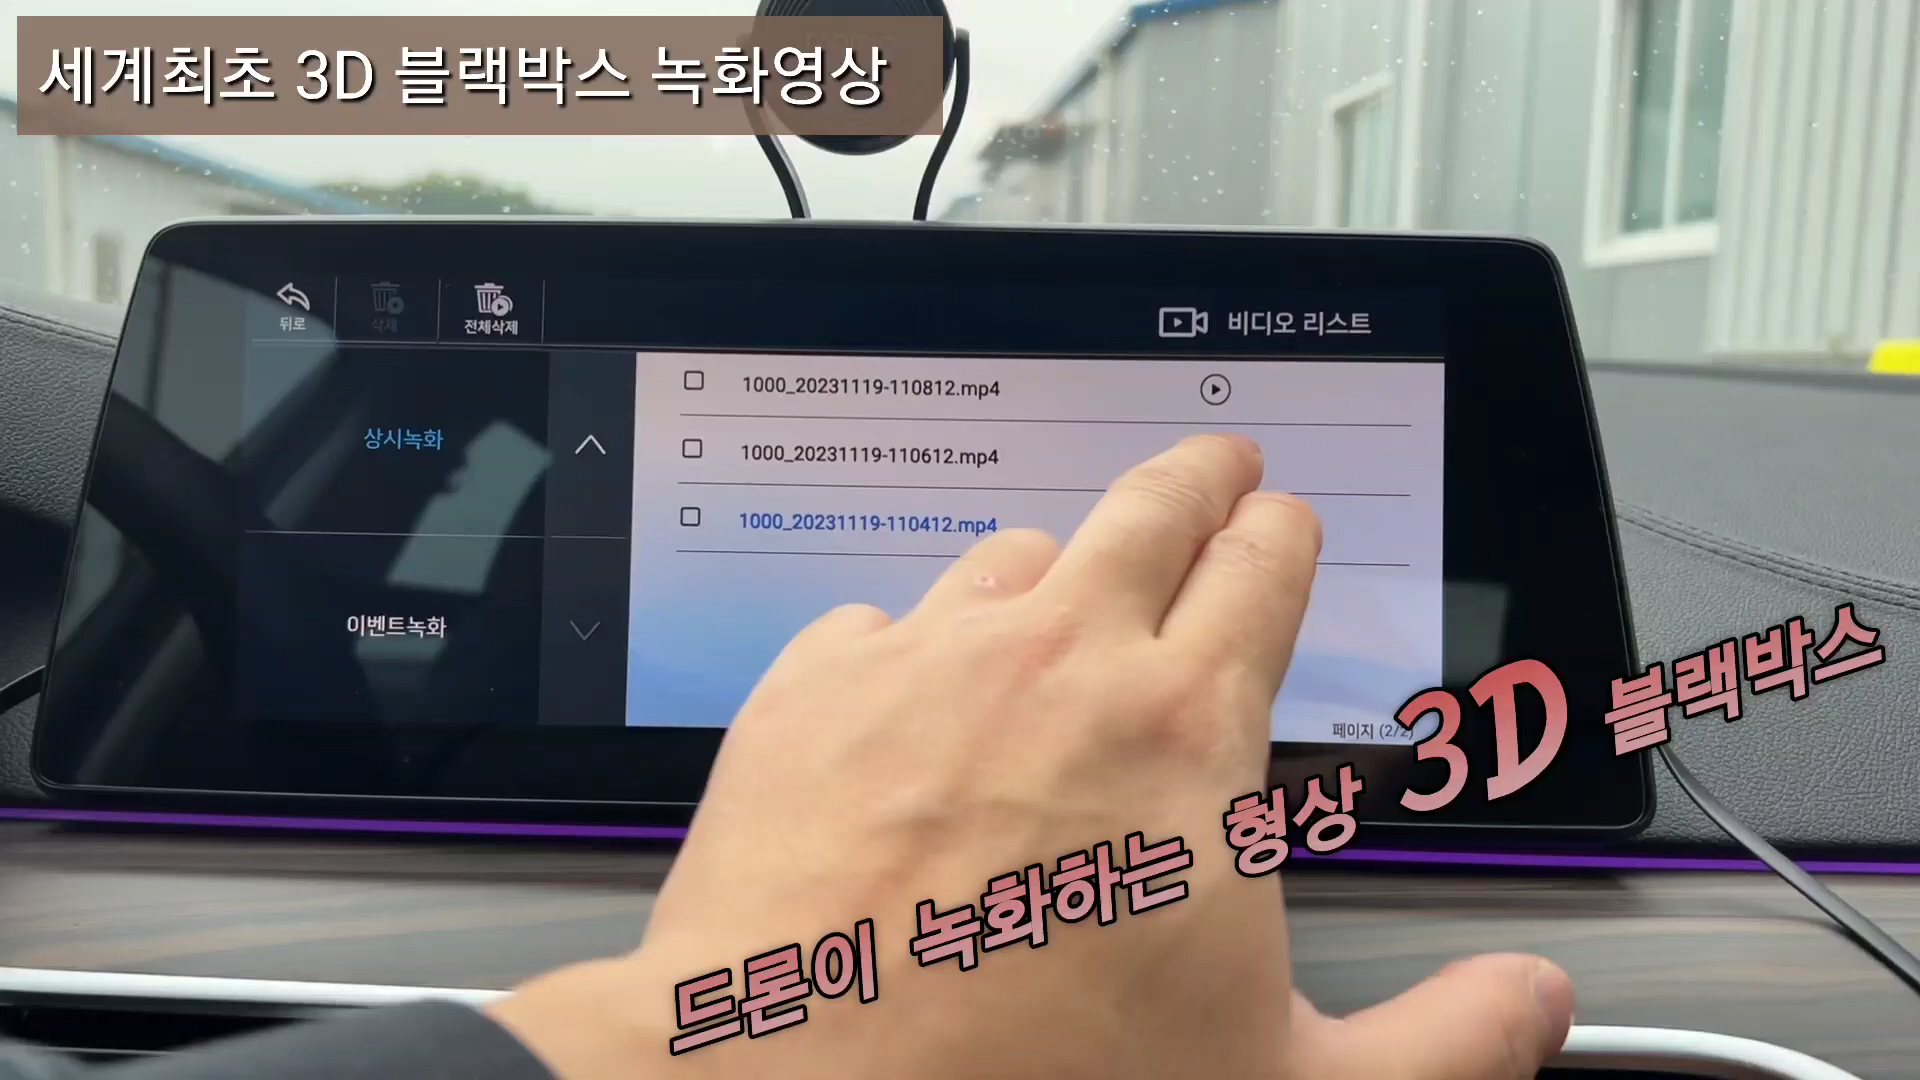 세계최초 3D 블랙박스 녹화영상
뒤로
삭제
전체삭제
비디오 리스트
상시녹화
이벤트녹화
1000_20231119-110812.mp4
1000_20231119-110612.mp4
1000_20231119-110412.mp4
페이지 (2/2)
드론이 녹화하는 형상 3D 블랙박스